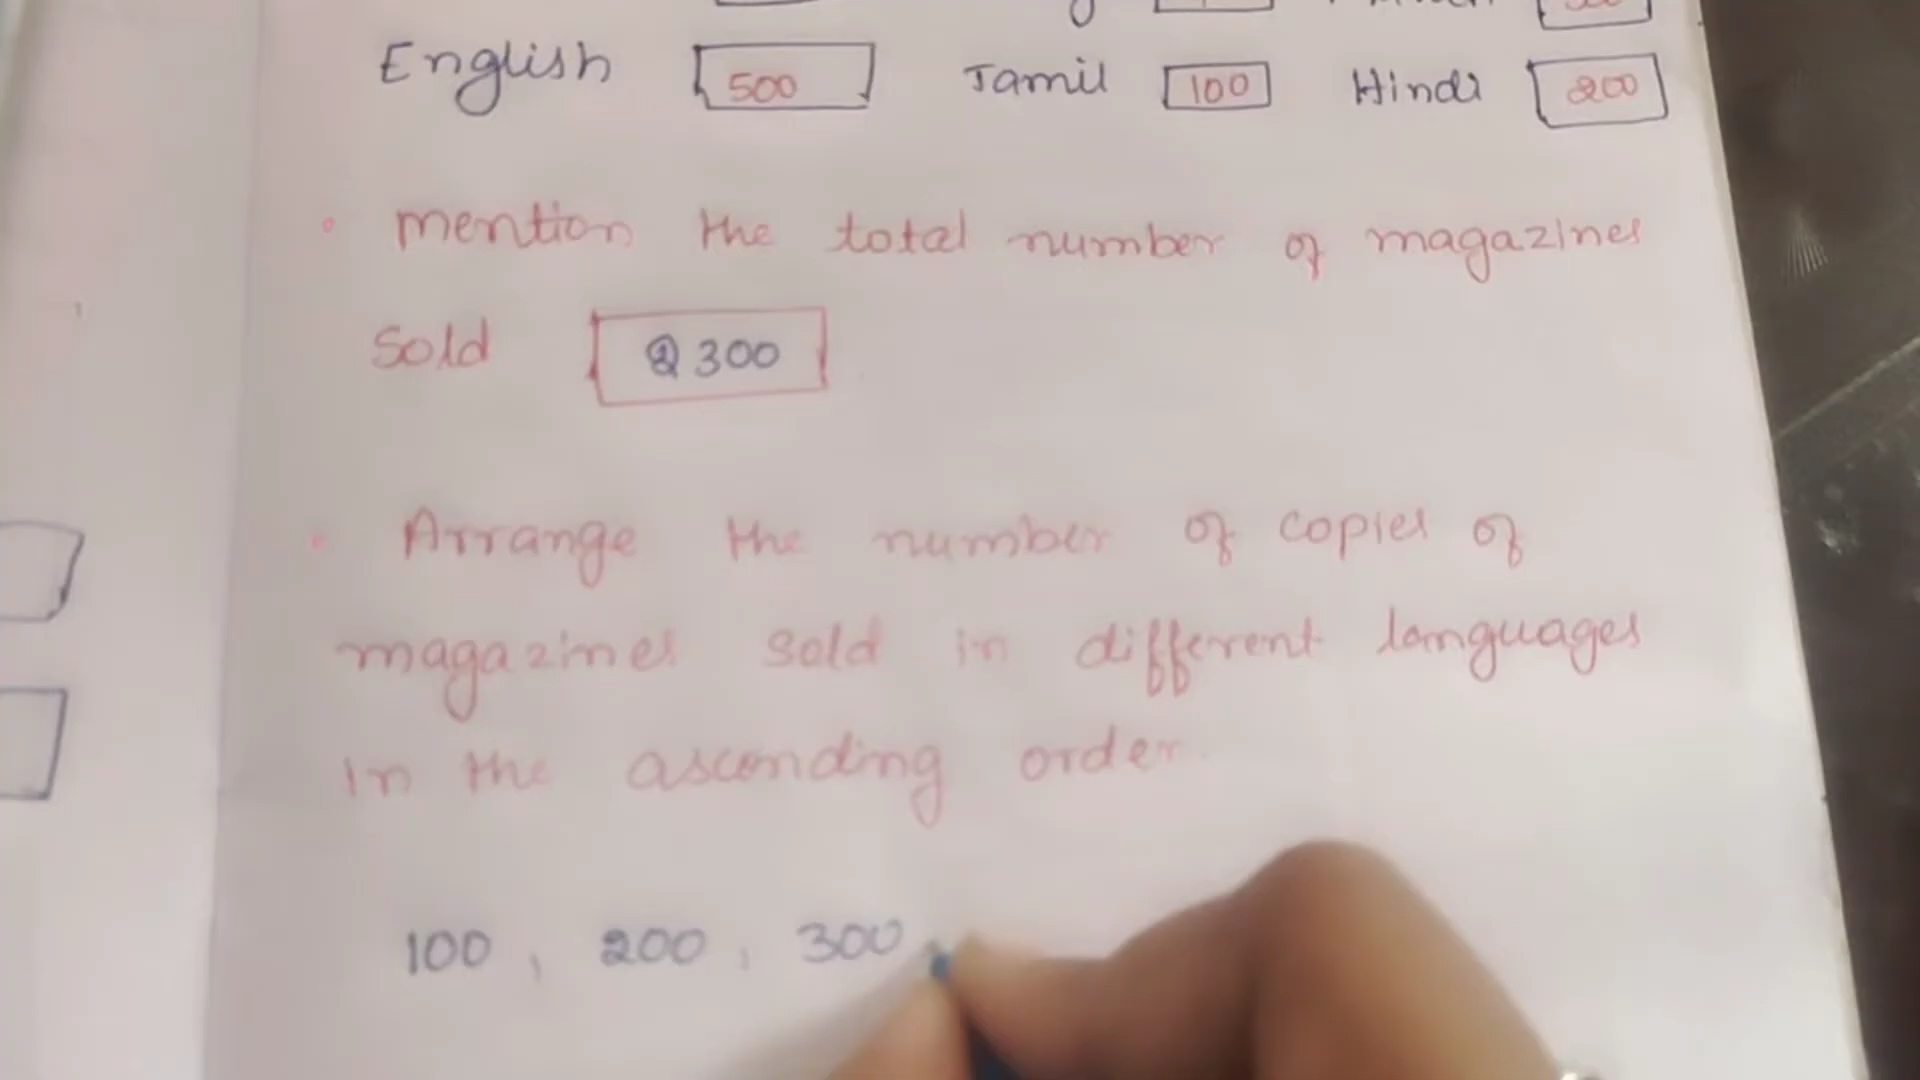 English 500 Tamil 100 Hindi 200
• mention the total number of magazines
Sold 2300
• Arrange the number of copies of
magazines sold in different languages
in the ascending order.
100 , 200 , 300